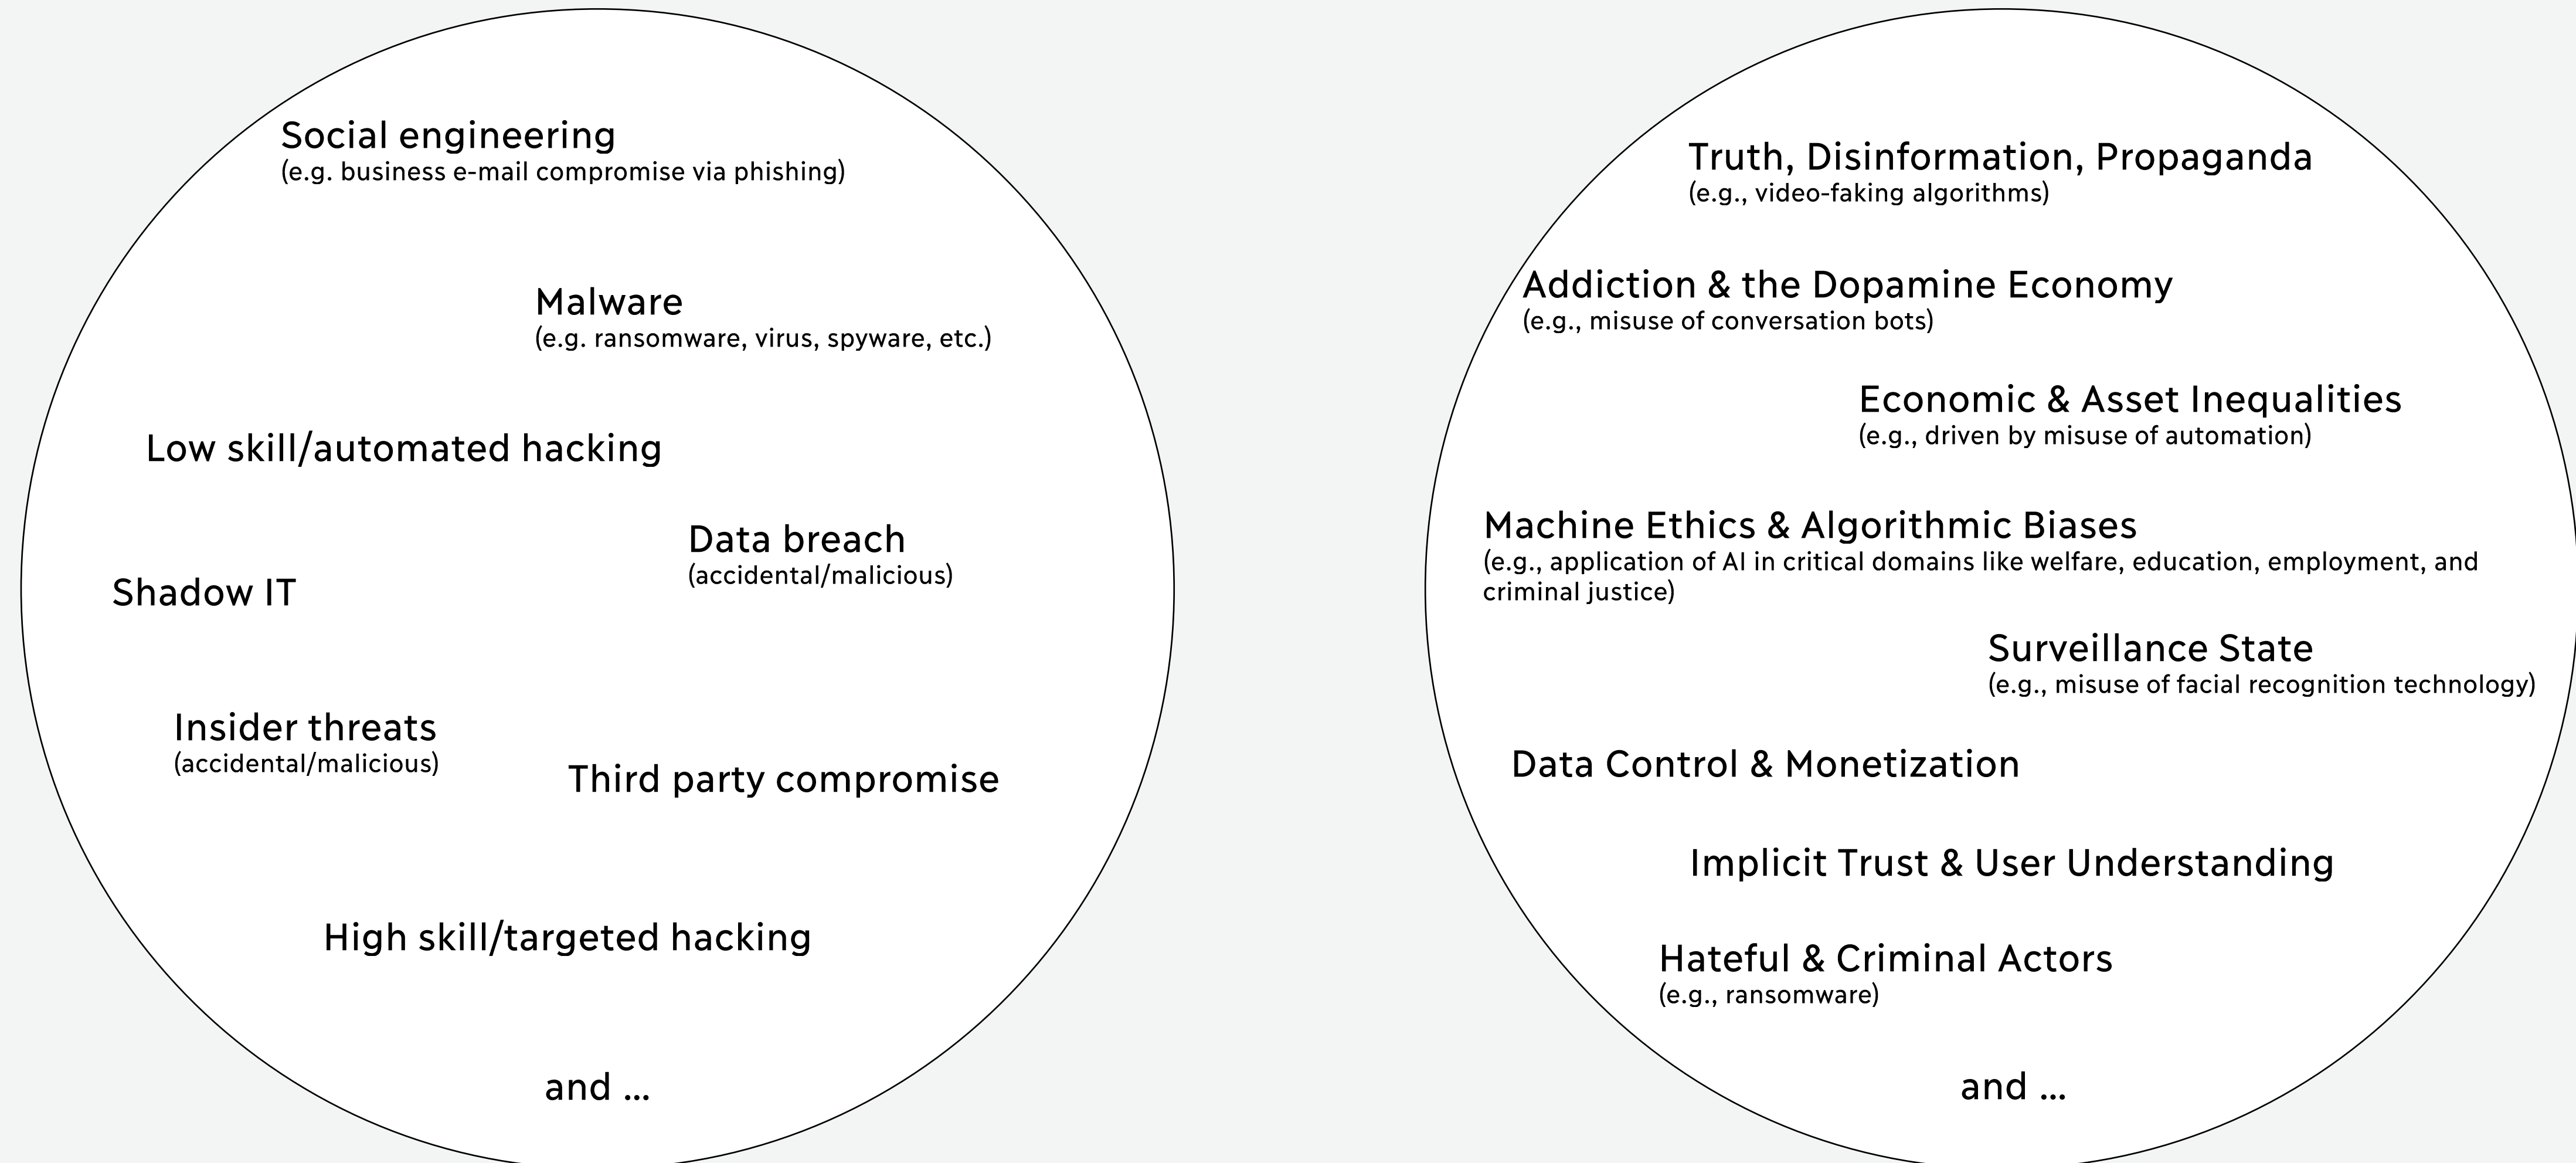 Social engineering
(e.g. business e-mail compromise via phishing)
Malware
(e.g. ransomware, virus, spyware, etc.)
Low skill/automated hacking
Data breach
(accidental/malicious)
Shadow IT
Insider threats
(accidental/malicious)
Third party compromise
High skill/targeted hacking
and ...
Truth, Disinformation, Propaganda
(e.g., video-faking algorithms)
Addiction & the Dopamine Economy
(e.g., misuse of conversation bots)
Economic & Asset Inequalities
(e.g., driven by misuse of automation)
Machine Ethics & Algorithmic Biases
(e.g., application of AI in critical domains like welfare, education, employment, and
criminal justice)
Surveillance State
(e.g., misuse of facial recognition technology)
Data Control & Monetization
Implicit Trust & User Understanding
Hateful & Criminal Actors
(e.g., ransomware)
and ...